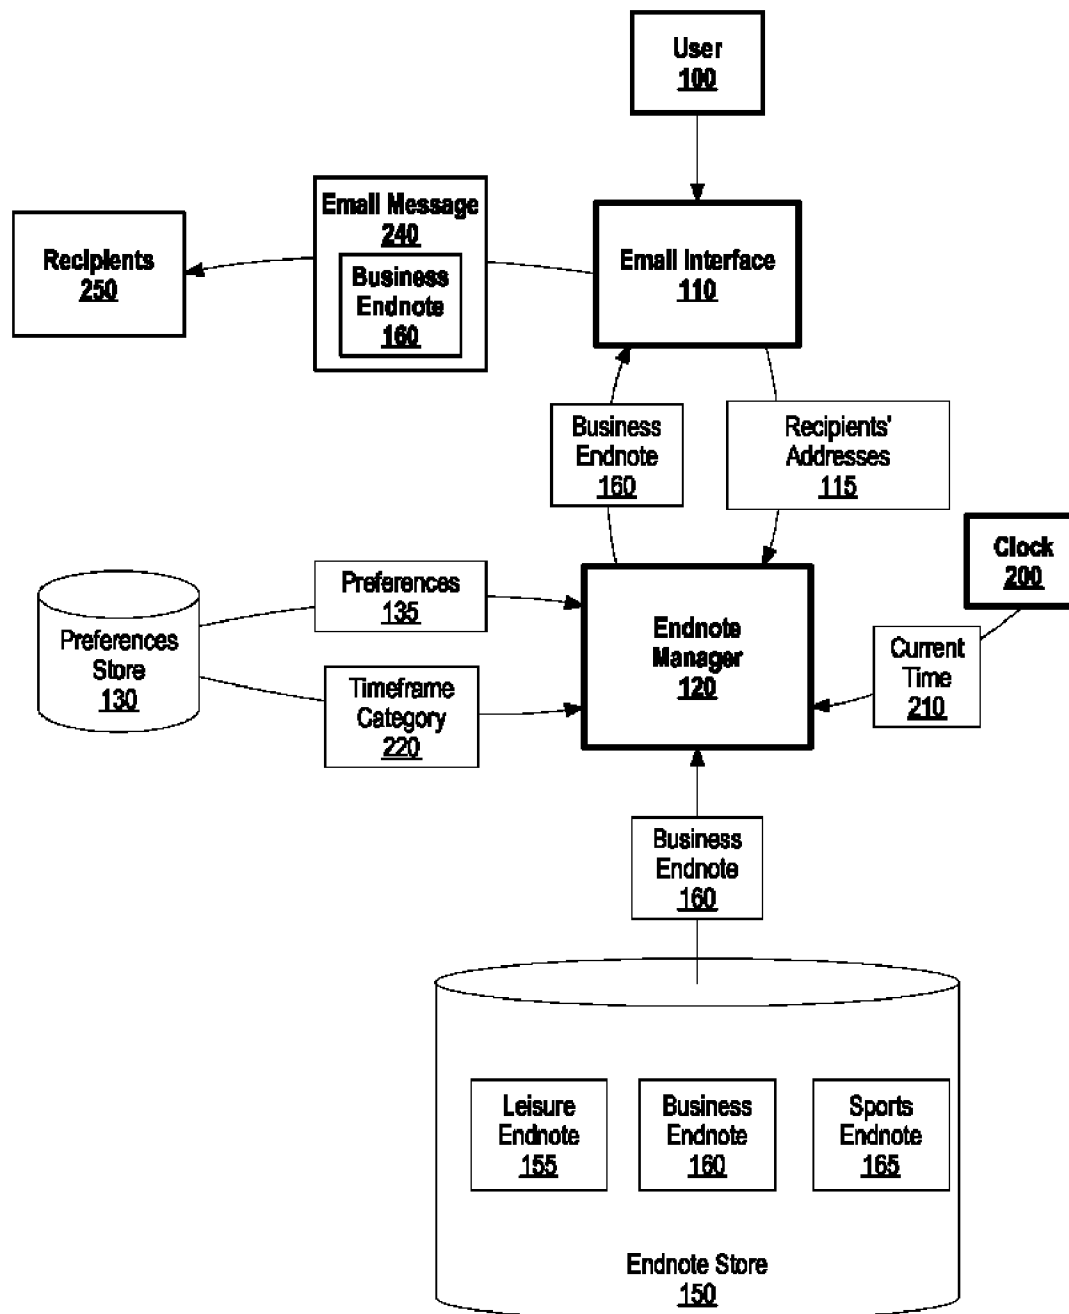 User
100
Email Message
240
Business
Endnote
160
Recipients
250
Email Interface
110
Business
Endnote
160
Recipients'
Addresses
115
Clock
200
Preferences
135
Preferences
Store
130
Timeframe
Category
220
Endnote
Manager
120
Current
Time
210
Business
Endnote
160
Leisure
Endnote
155
Business
Endnote
160
Sports
Endnote
165
Endnote Store
150